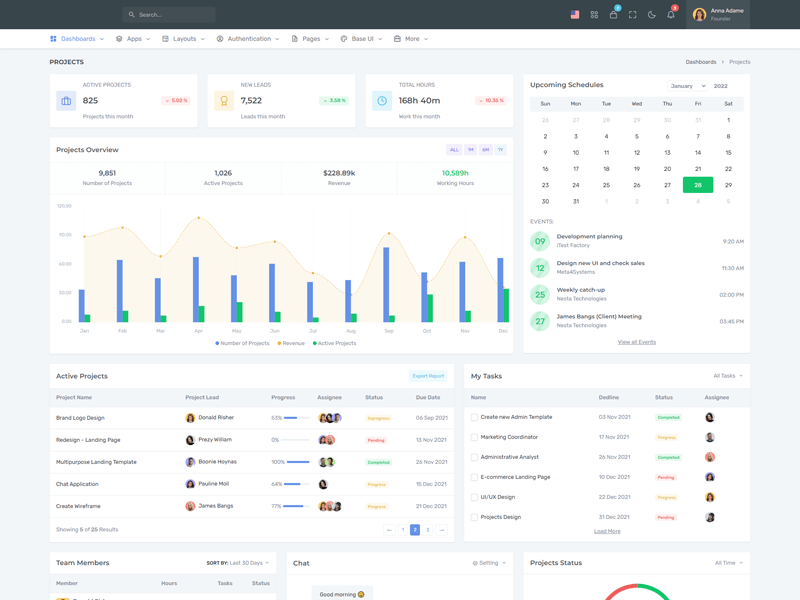 Search...
7
5
Anna Adame
Founder
Dashboards
Apps
Layouts
Authentication
Pages
Base UI
More
PROJECTS
Dashboards > Projects
ACTIVE PROJECTS
825
5.02 %
Projects this month
NEW LEADS
7,522
3.58 %
Leads this month
TOTAL HOURS
168h 40m
10.35 %
Work this month
Projects Overview
ALL 1M 6M 1Y
9,851
Number of Projects
1,026
Active Projects
$228.89k
Revenue
10,589h
Working Hours
120.00
90.00
60.00
30.00
0.00
Jan Feb Mar Apr May Jun Jul Aug Sep Oct Nov Dec
Number of Projects Revenue Active Projects
Upcoming Schedules
January 2022
Sun Mon Tue Wed Thu Fri Sat
26 27 28 29 30 31 1
2 3 4 5 6 7 8
9 10 11 12 13 14 15
16 17 18 19 20 21 22
23 24 25 26 27 28 29
30 31 1 2 3 4 5
EVENTS:
09 Development planning 9:20 AM
iTest Factory
12 Design new UI and check sales 11:30 AM
Meta4Systems
25 Weekly catch-up 02:00 PM
Nesta Technologies
27 James Bangs (Client) Meeting 03:45 PM
Nesta Technologies
View all Events
Active Projects
Export Report
Project Name Project Lead Progress Assignee Status Due Date
Brand Logo Design Donald Risher 53% Inprogress 06 Sep 2021
Redesign - Landing Page Prezy William 0% Pending 13 Nov 2021
Multipurpose Landing Template Boonie Hoynas 100% Completed 26 Nov 2021
Chat Application Pauline Moll 64% Progress 15 Dec 2021
Create Wireframe James Bangs 77% Progress 21 Dec 2021
Showing 5 of 25 Results
← 1 2 3 →
My Tasks
All Tasks
Name Dedline Status Assignee
Create new Admin Template 03 Nov 2021 Completed
Marketing Coordinator 17 Nov 2021 Progress
Administrative Analyst 26 Nov 2021 Completed
E-commerce Landing Page 10 Dec 2021 Pending
UI/UX Design 22 Dec 2021 Progress
Projects Design 31 Dec 2021 Pending
Load More
Team Members
SORT BY: Last 30 Days
Member Hours Tasks Status
Chat
Setting
Good morning
Projects Status
All Time